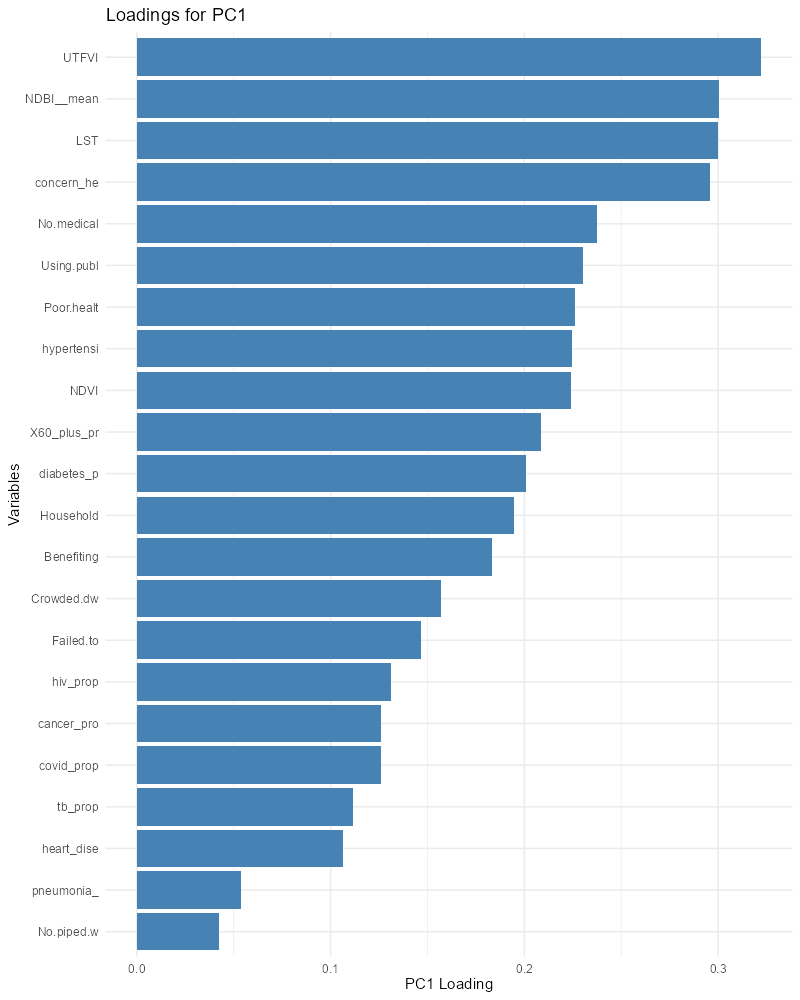 Loadings for PC1
UTFVI
NDBI__mean
LST
concern_he
No.medical
Using.publ
Poor.healt
hypertensi
NDVI
X60_plus_pr
diabetes_p
Household
Benefiting
Crowded.dw
Failed.to
hiv_prop
cancer_pro
covid_prop
tb_prop
heart_dise
pneumonia_
No.piped.w
Variables
0.0 0.1 0.2 0.3
PC1 Loading